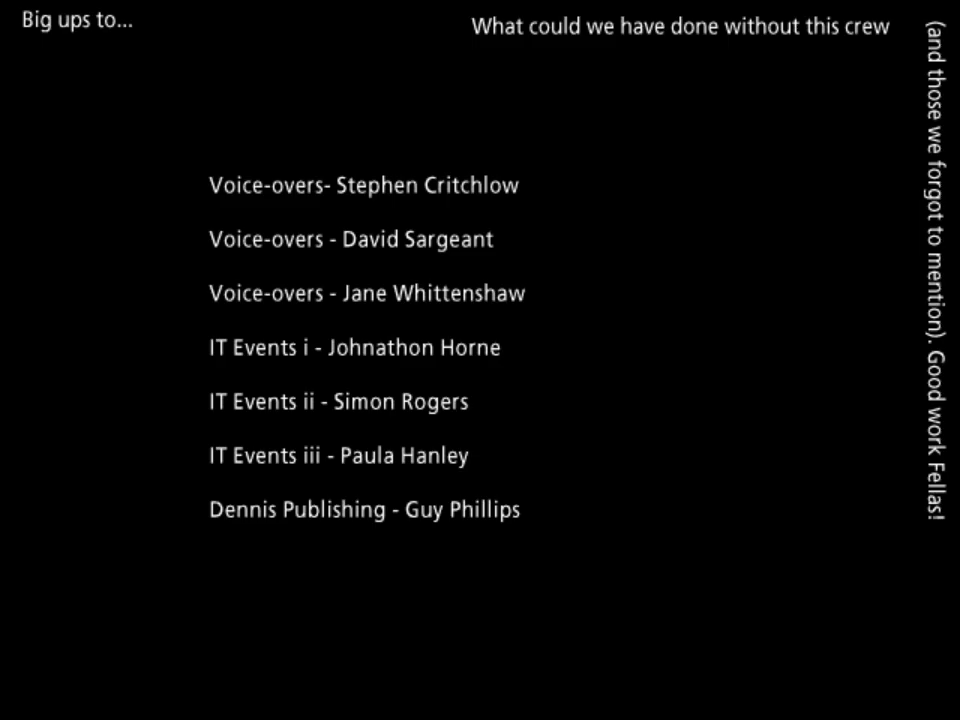 Big ups to...
What could we have done without this crew
(and those we forgot to mention). Good work Fellas!
Voice-overs- Stephen Critchlow
Voice-overs - David Sargeant
Voice-overs - Jane Whittenshaw
IT Events i - Johnathon Horne
IT Events ii - Simon Rogers
IT Events iii - Paula Hanley
Dennis Publishing - Guy Phillips